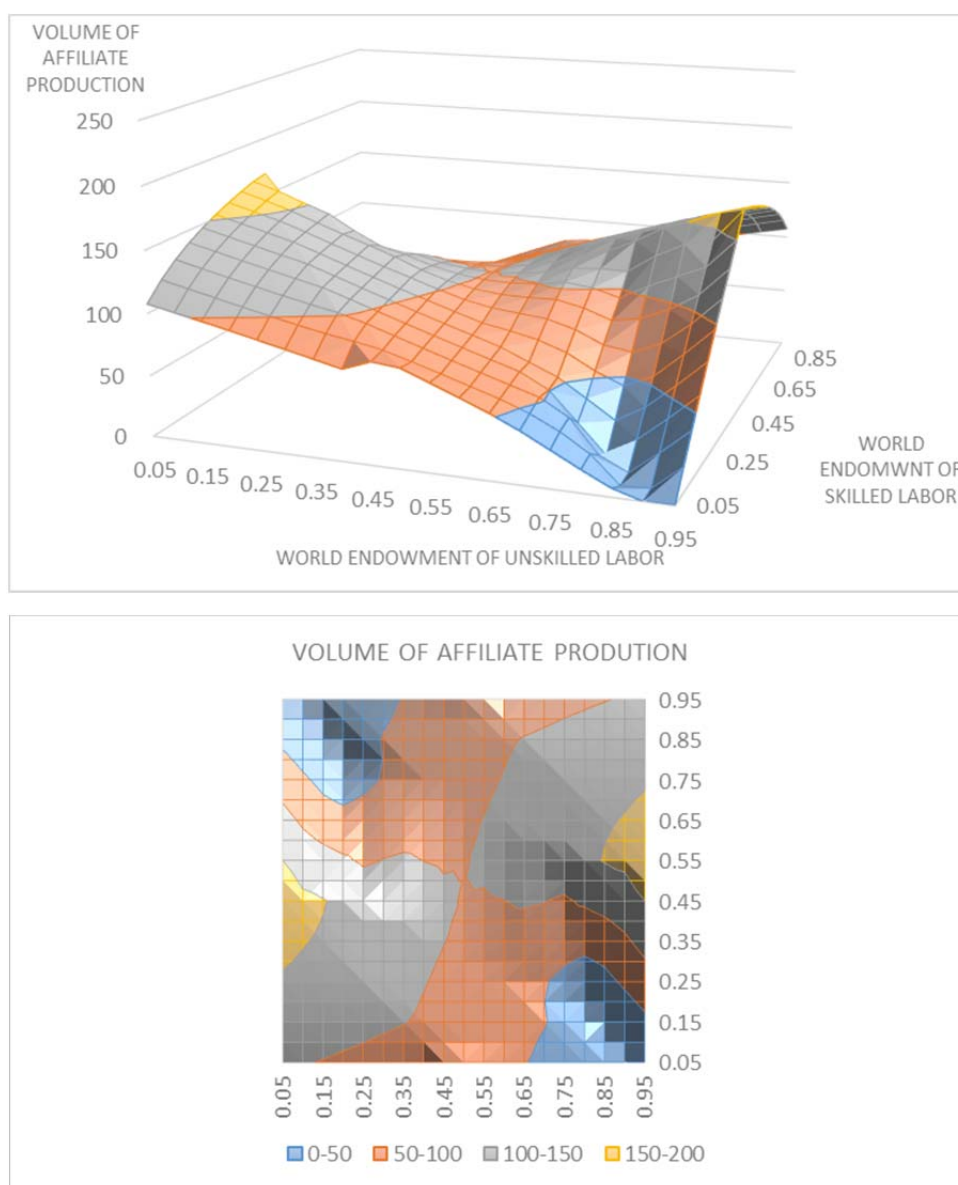 VOLUME OF
AFFILIATE
PRODUCTION
250
200
150
100
50
0
0.05 0.15 0.25 0.35 0.45 0.55 0.65 0.75 0.85 0.95
WORLD ENDOWMENT OF UNSKILLED LABOR
0.85
0.65
0.45
0.25
0.05
WORLD
ENDOMWNT OF
SKILLED LABOR
VOLUME OF AFFILIATE PRODUTION
0.95
0.85
0.75
0.65
0.55
0.45
0.35
0.25
0.15
0.05
0.05 0.15 0.25 0.35 0.45 0.55 0.65 0.75 0.85 0.95
0-50 50-100 100-150 150-200